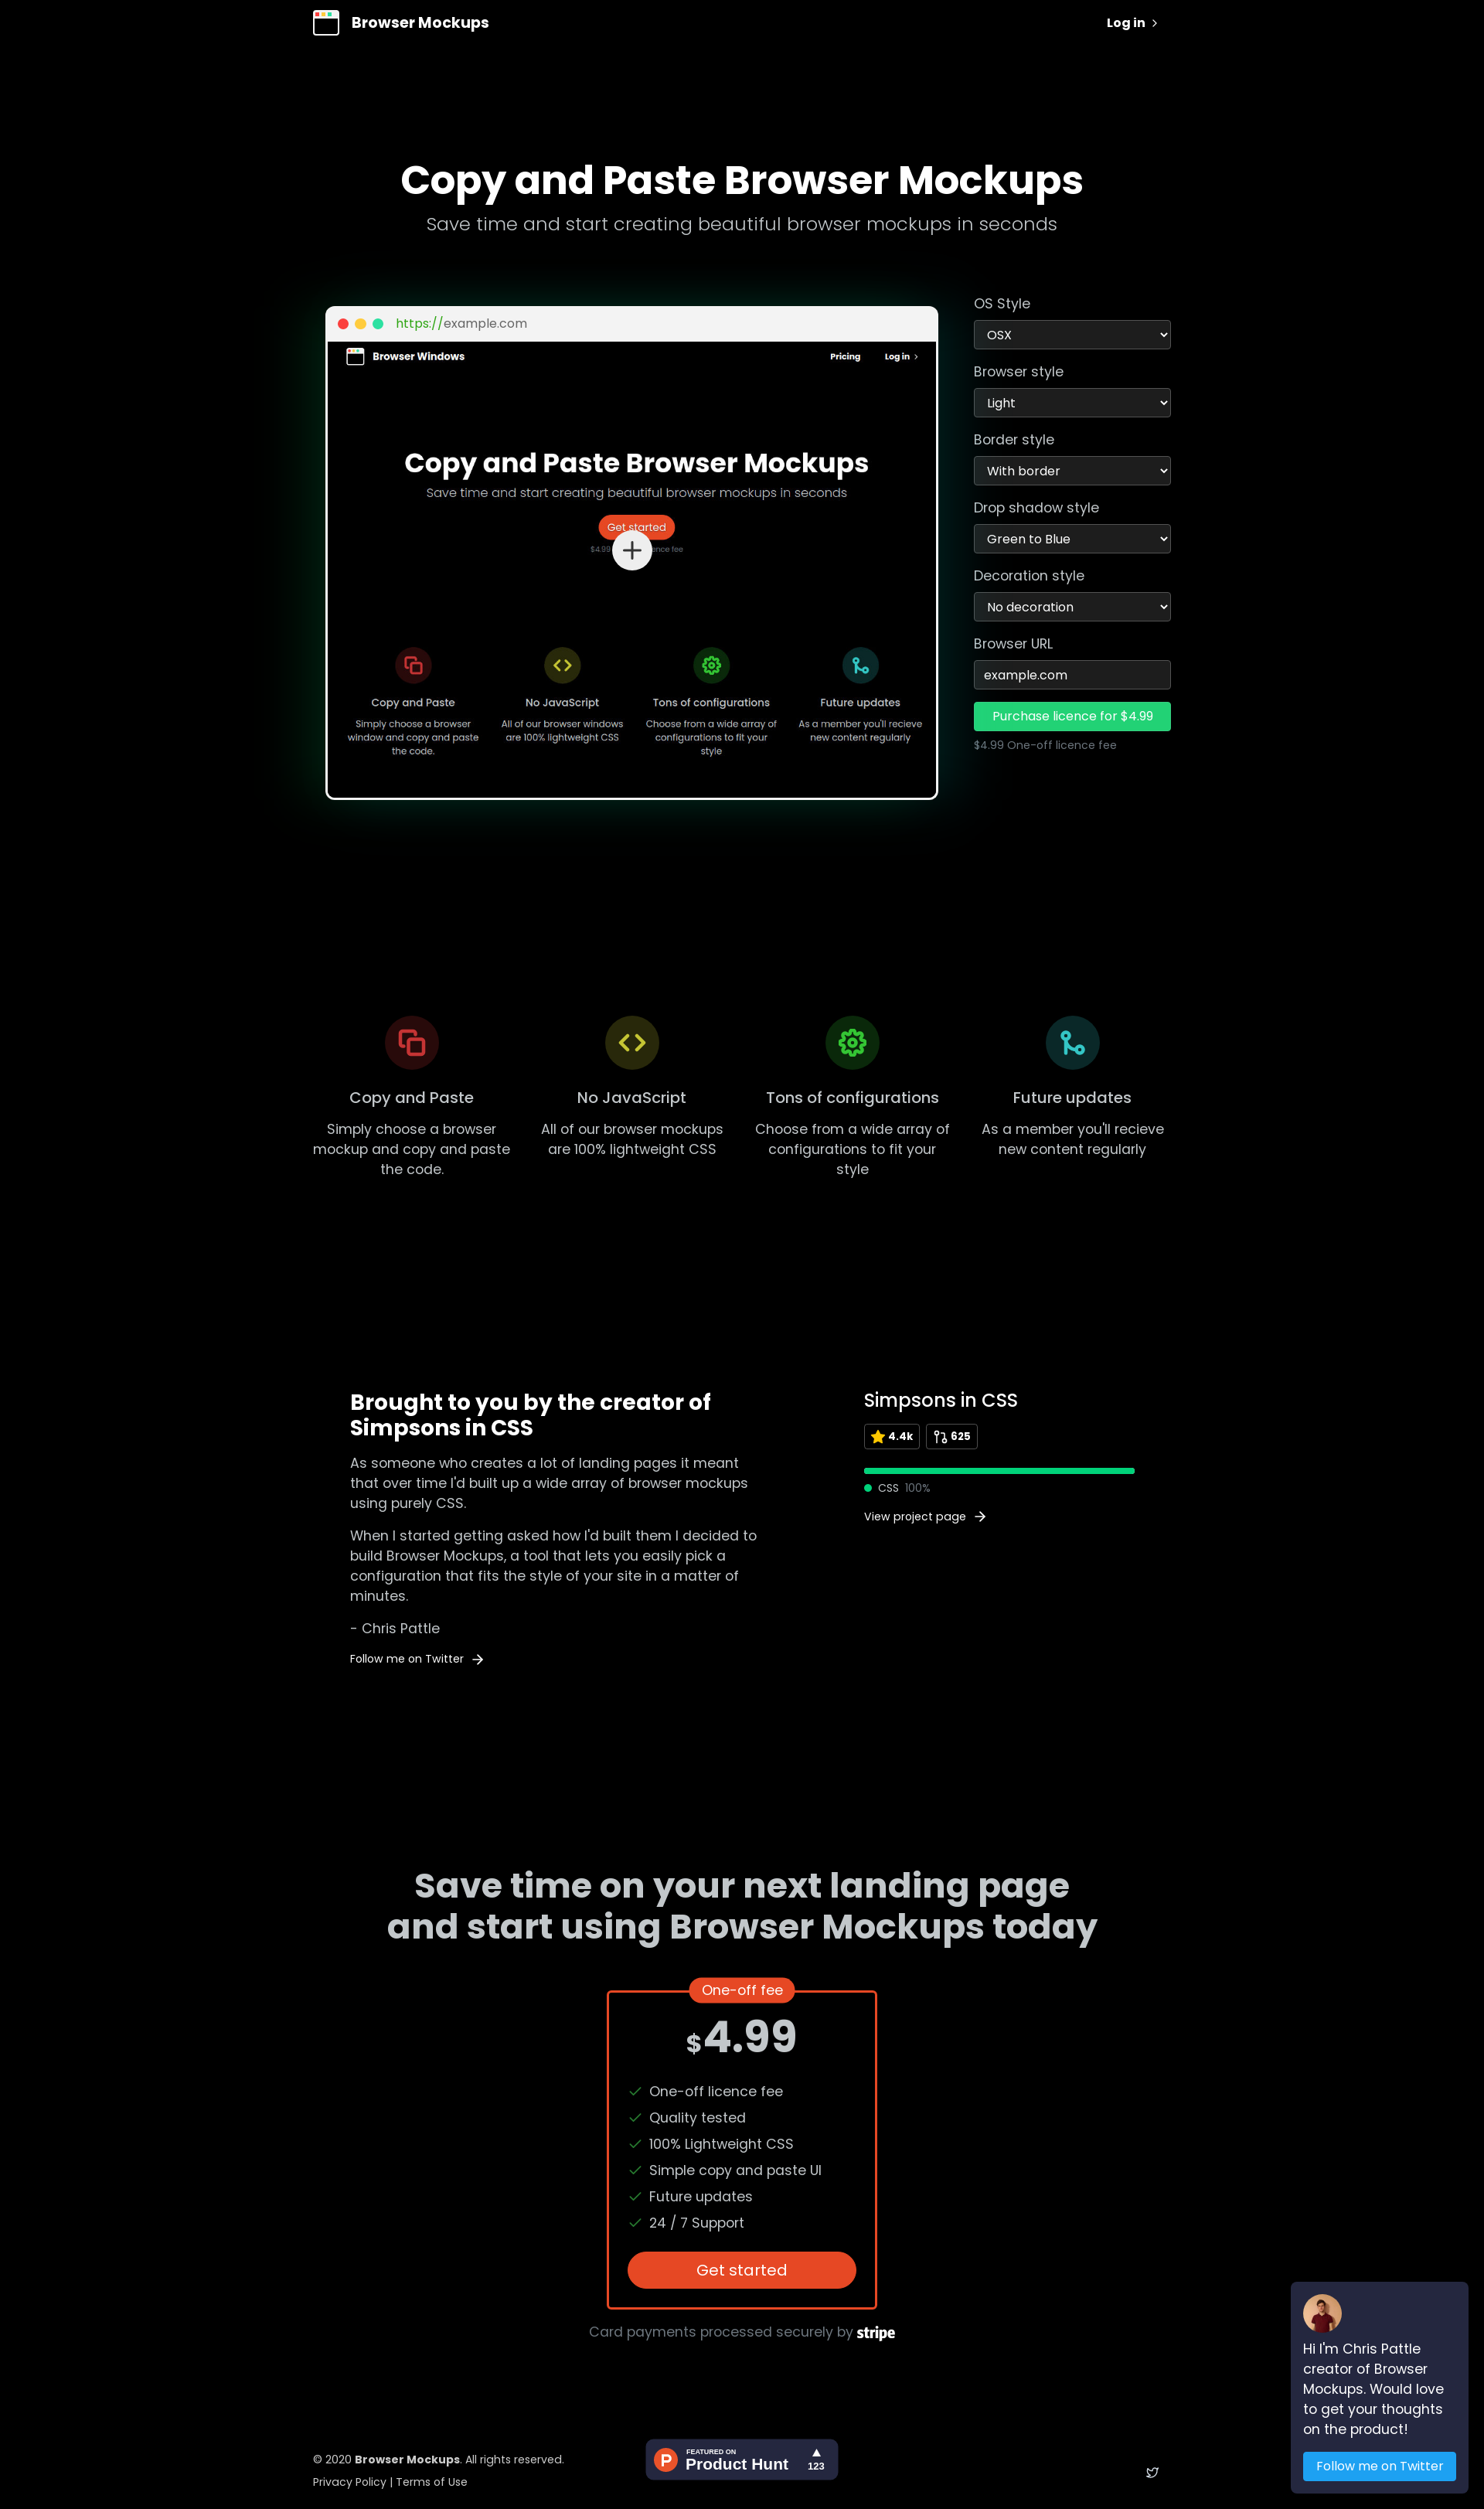 Browser Mockups
Log in
Copy and Paste Browser Mockups
Save time and start creating beautiful browser mockups in seconds
https://example.com
Browser Windows
Pricing
Log in
Copy and Paste Browser Mockups
Save time and start creating beautiful browser mockups in seconds
Get started
$4.99
fee
Copy and Paste
Simply choose a browser
window and copy and paste
the code.
No JavaScript
All of our browser windows
are 100% lightweight CSS
Tons of configurations
Choose from a wide array of
configurations to fit your
style
Future updates
As a member you'll recieve
new content regularly
OS Style
OSX
Browser style
Light
Border style
With border
Drop shadow style
Green to Blue
Decoration style
No decoration
Browser URL
example.com
Purchase licence for $4.99
$4.99 One-off licence fee
Copy and Paste
Simply choose a browser
mockup and copy and paste
the code.
No JavaScript
All of our browser mockups
are 100% lightweight CSS
Tons of configurations
Choose from a wide array of
configurations to fit your
style
Future updates
As a member you'll recieve
new content regularly
Brought to you by the creator of
Simpsons in CSS
As someone who creates a lot of landing pages it meant
that over time I'd built up a wide array of browser mockups
using purely CSS.
When I started getting asked how I'd built them I decided to
build Browser Mockups, a tool that lets you easily pick a
configuration that fits the style of your site in a matter of
minutes.
- Chris Pattle
Follow me on Twitter
Simpsons in CSS
4.4k
625
CSS 100%
View project page
Save time on your next landing page
and start using Browser Mockups today
One-off fee
$4.99
One-off licence fee
Quality tested
100% Lightweight CSS
Simple copy and paste UI
Future updates
24 / 7 Support
Get started
Card payments processed securely by stripe
Hi I'm Chris Pattle
creator of Browser
Mockups. Would love
to get your thoughts
on the product!
Follow me on Twitter
© 2020 Browser Mockups. All rights reserved.
Privacy Policy | Terms of Use
P
FEATURED ON
Product Hunt
123